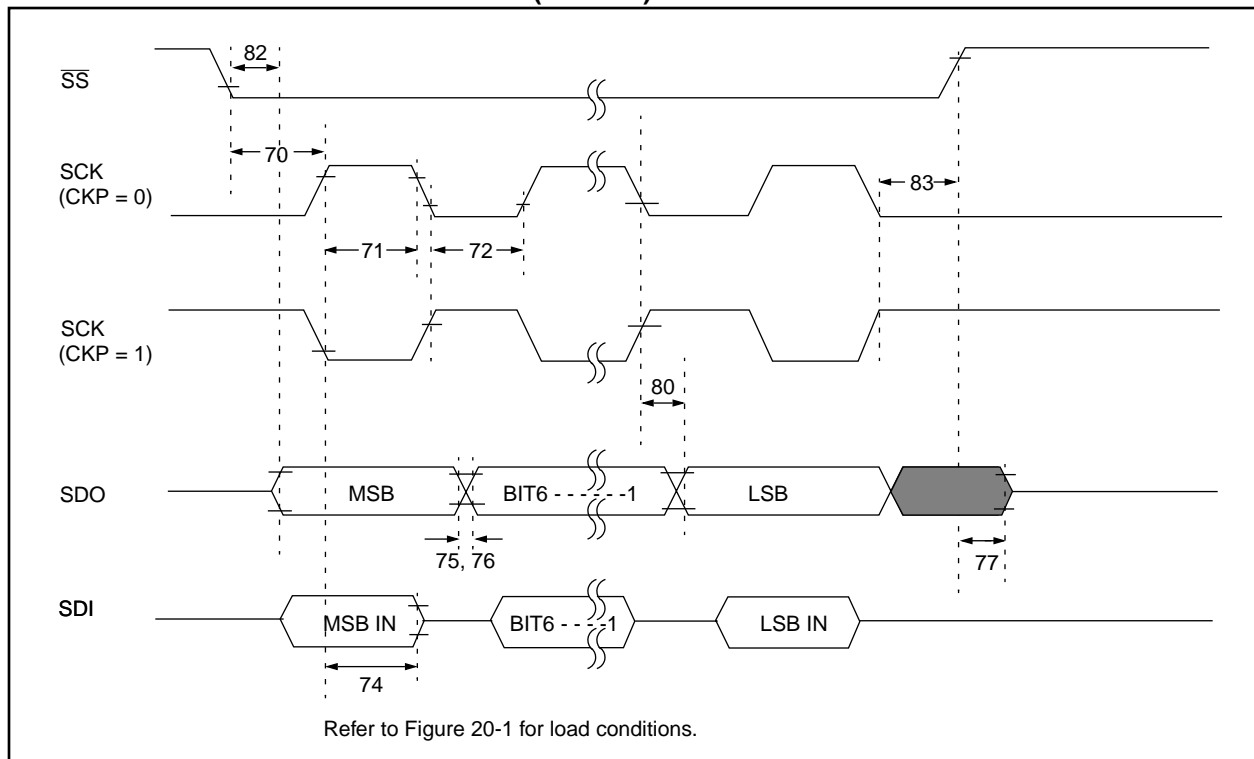 82
SS
70
SCK
(CKP = 0)
83
71
72
SCK
(CKP = 1)
80
SDO
MSB
BIT6 - - - - - -1
LSB
75, 76
77
SDI
MSB IN
BIT6 - - - -1
LSB IN
74
Refer to Figure 20-1 for load conditions.